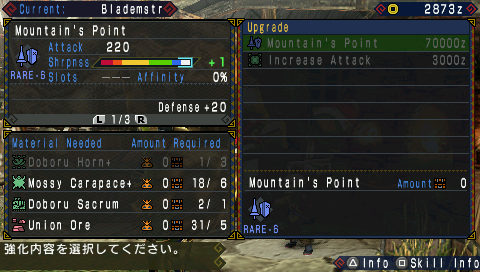 Current: Blademstr
2873z
Mountain's Point
Attack 220
Shrpnss +1
RARE-6 Slots --- Affinity 0%
Defense+20
L 1/3 R
Upgrade
Mountain's Point 70000z
Increase Attack 3000z
Material Needed Amount Required
Doboru Horn+ 0 1/ 3
Mossy Carapace+ 0 18/ 6
Doboru Sacrum 0 2/ 1
Union Ore 0 31/ 5
Mountain's Point Amount 0
RARE-6
強化内容を選択してください。
Info Skill Info